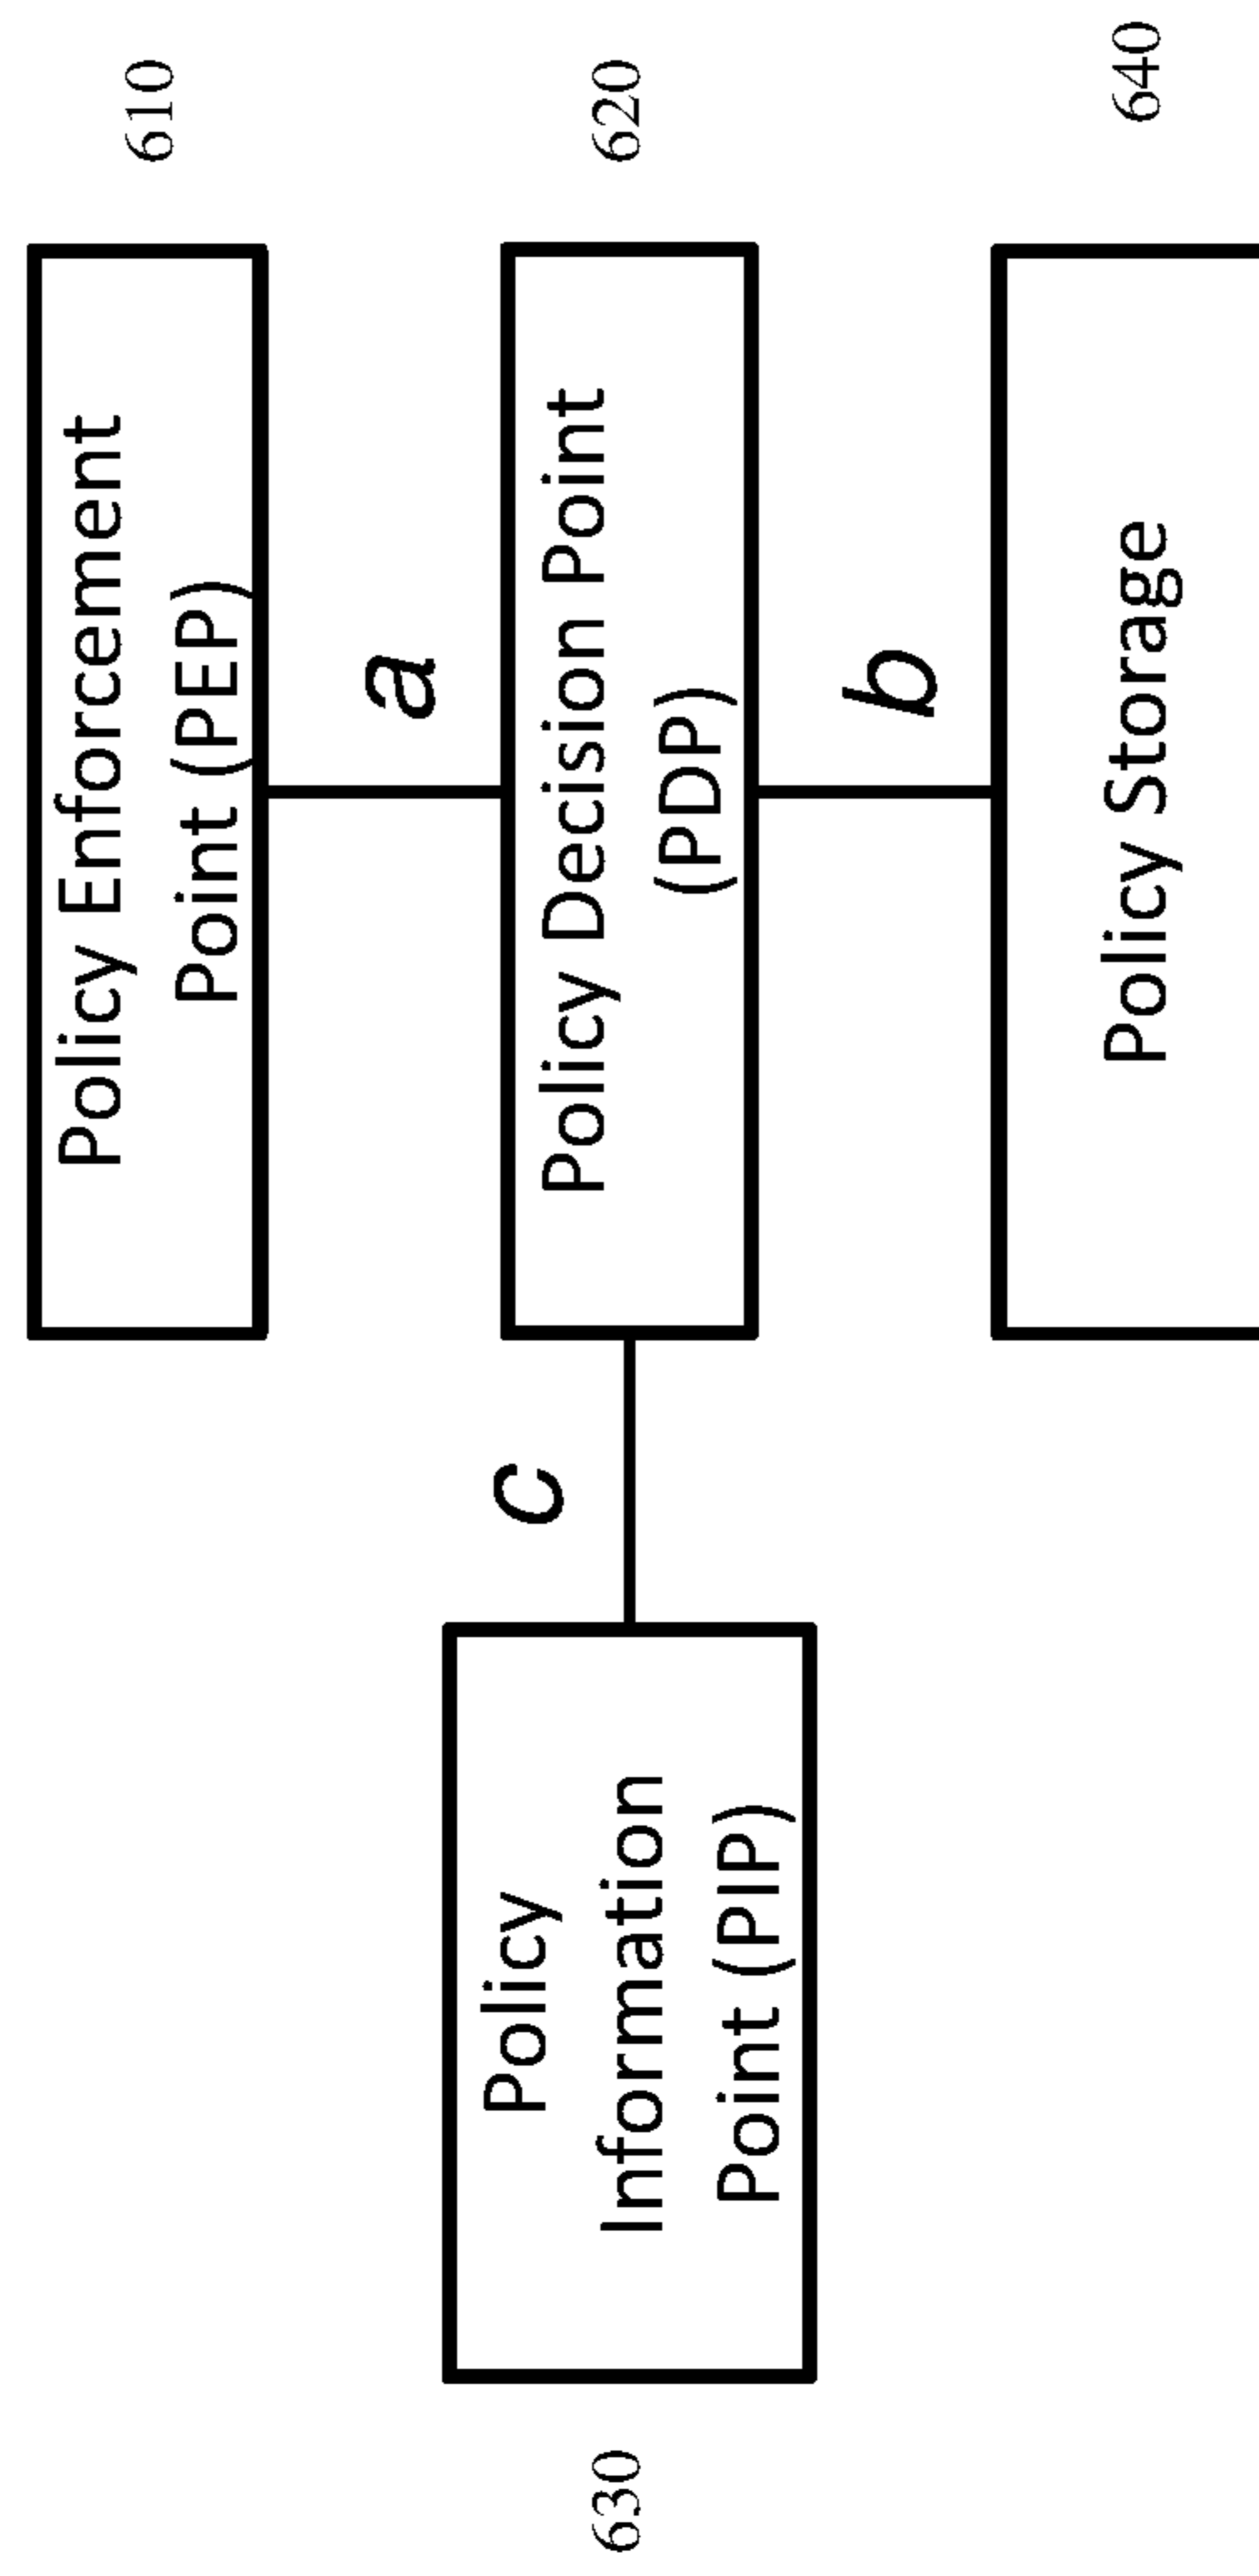 610
Policy Enforcement
Point (PEP)
a
620
Policy Decision Point
(PDP)
c
630
Policy
Information
Point (PIP)
b
640
Policy Storage